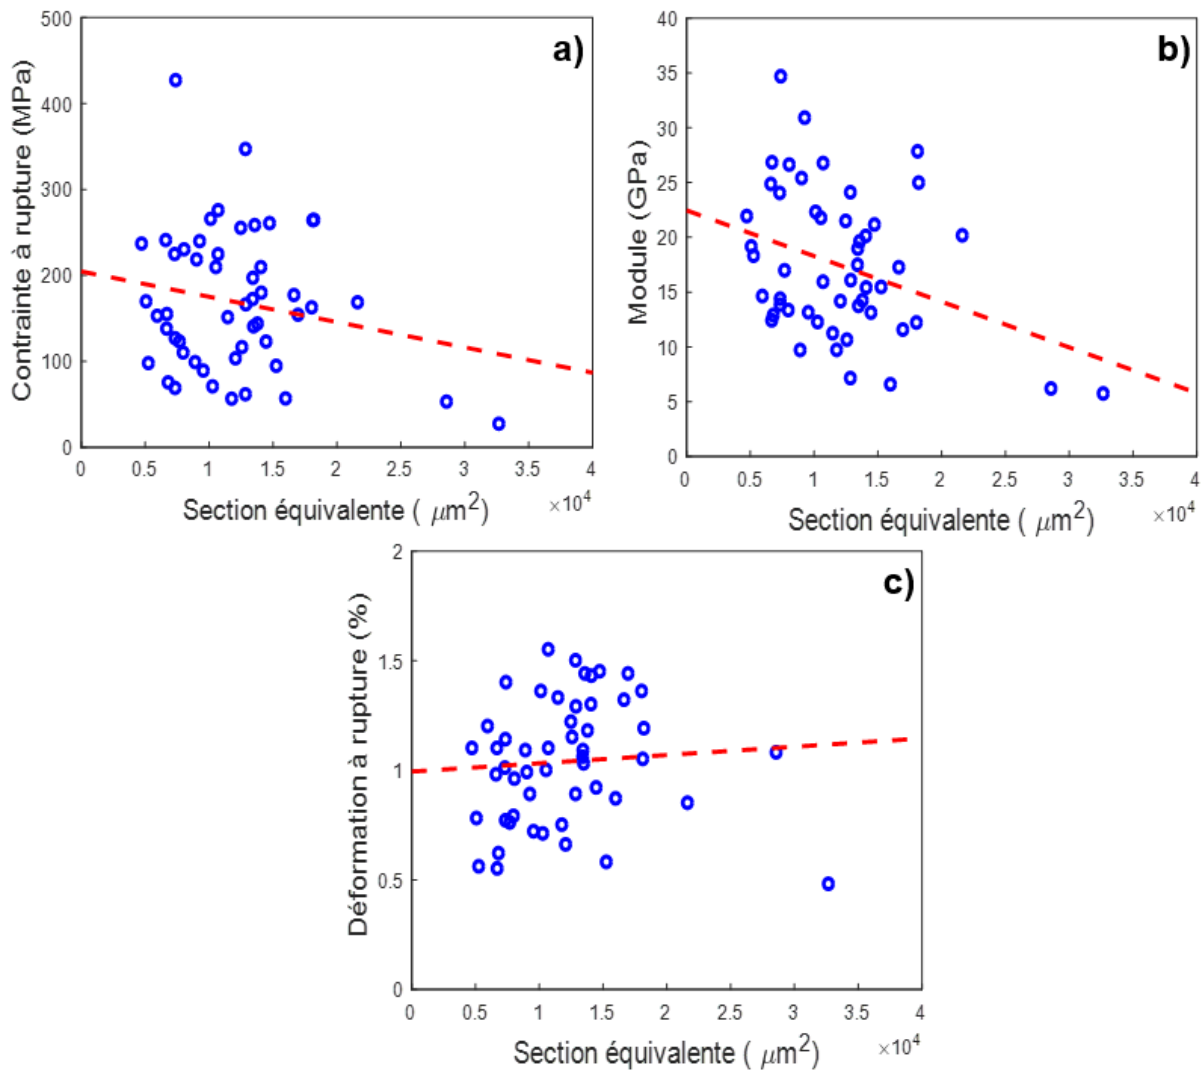 a)
Contrainte à rupture (MPa)
500
400
300
200
100
0
0 0.5 1 1.5 2 2.5 3 3.5 4
×10⁴
Section équivalente ( μm²)
b)
Module (GPa)
40
35
30
25
20
15
10
5
0
0 0.5 1 1.5 2 2.5 3 3.5 4
×10⁴
Section équivalente ( μm²)
c)
Déformation à rupture (%)
2
1.5
1
0.5
0
0 0.5 1 1.5 2 2.5 3 3.5 4
×10⁴
Section équivalente ( μm²)